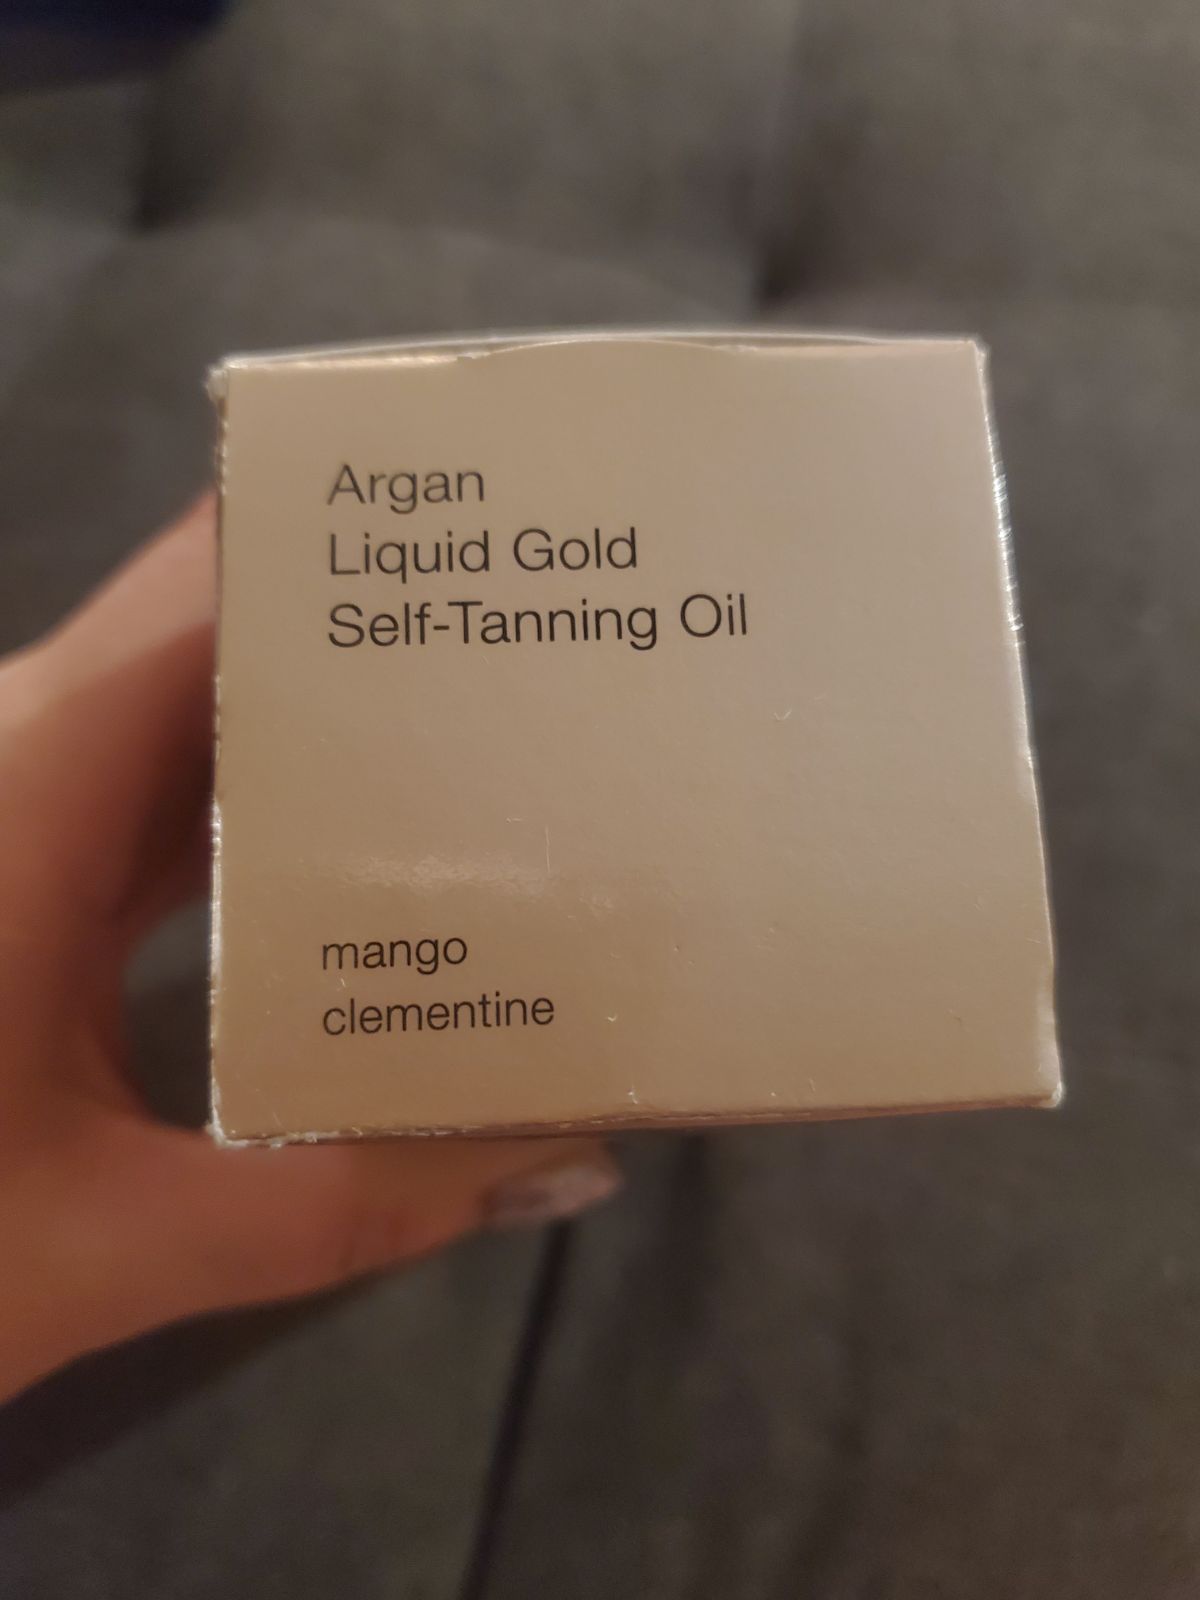 Argan
Liquid Gold
Self-Tanning Oil
mango
clementine